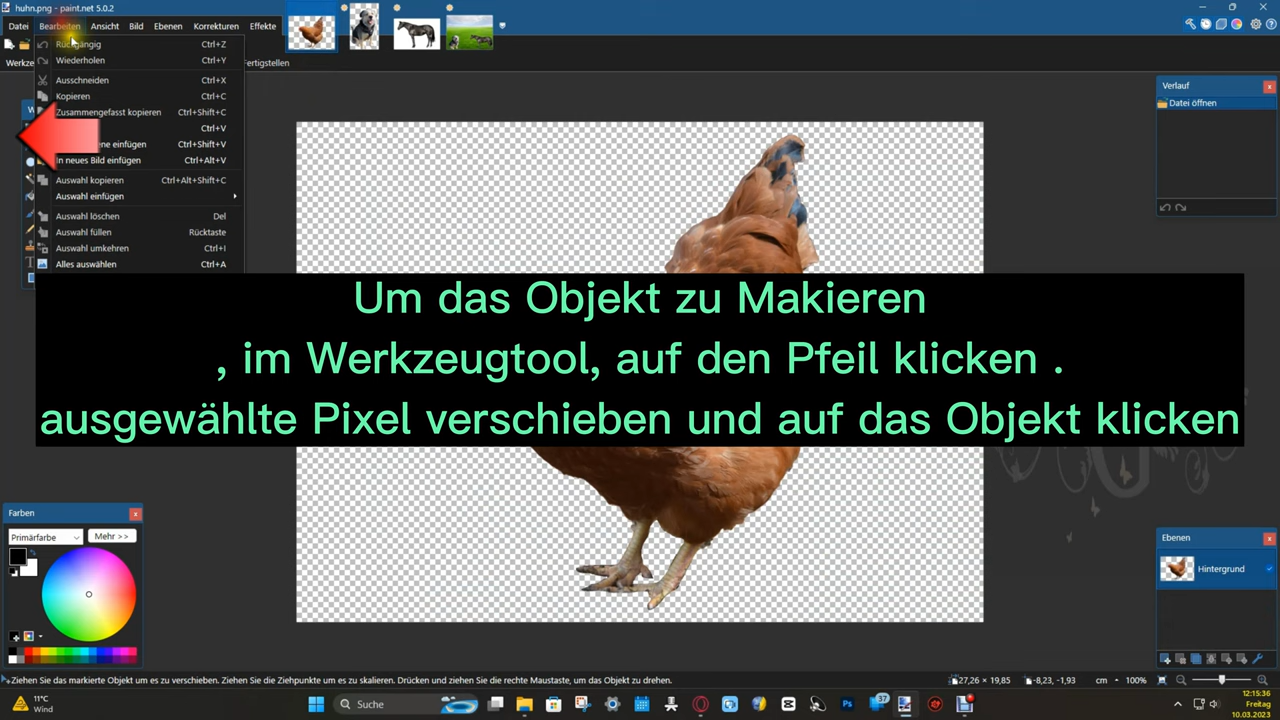 huhn.png - paint.net 5.0.2
Datei Bearbeiten Ansicht Bild Ebenen Korrekturen Effekte
Rückgängig Ctrl+Z
Wiederholen Ctrl+Y
Fertigstellen
Ausschneiden Ctrl+X
Kopieren Ctrl+C
Zusammengefasst kopieren Ctrl+Shift+C
Ctrl+V
einfügen Ctrl+Shift+V
In neues Bild einfügen Ctrl+Alt+V
Auswahl kopieren Ctrl+Alt+Shift+C
Auswahl einfügen
Auswahl löschen Del
Auswahl füllen Rücktaste
Auswahl umkehren Ctrl+I
Alles auswählen Ctrl+A
Verlauf
Datei öffnen
Um das Objekt zu Makieren
, im Werkzeugtool, auf den Pfeil klicken .
ausgewählte Pixel verschieben und auf das Objekt klicken
Farben
Primärfarbe Mehr >>
Ebenen
Hintergrund
Ziehen Sie das markierte Objekt um es zu verschieben. Ziehen Sie die Ziehpunkte um es zu skalieren. Drücken und ziehen Sie die rechte Maustaste, um das Objekt zu drehen.
27,26 × 19,85 -8,23, -1,93 cm 100%
11°C
Wind
Suche
Ps
37
12:15:36
Freitag
10.03.2023